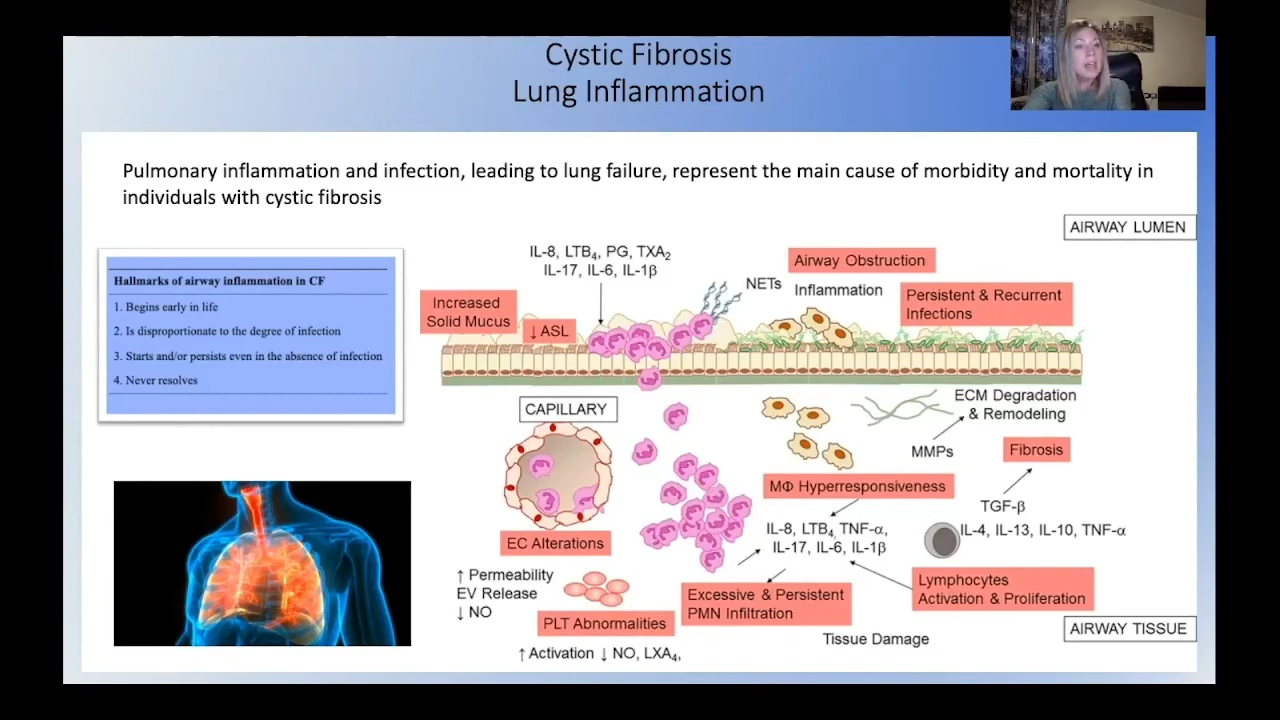 Cystic Fibrosis
Lung Inflammation
Pulmonary inflammation and infection, leading to lung failure, represent the main cause of morbidity and mortality in
individuals with cystic fibrosis
Hallmarks of airway inflammation in CF
1. Begins early in life
2. Is disproportionate to the degree of infection
3. Starts and/or persists even in the absence of infection
4. Never resolves
AIRWAY LUMEN
IL-8, LTB₄, PG, TXA₂
IL-17, IL-6, IL-1β
Increased
Solid Mucus
↓ ASL
NETs
Airway Obstruction
Inflammation
Persistent & Recurrent
Infections
CAPILLARY
EC Alterations
↑ Permeability
EV Release
↓ NO
PLT Abnormalities
↑ Activation ↓ NO, LXA₄,
ECM Degradation
& Remodeling
MMPs
Fibrosis
TGF-β
IL-4, IL-13, IL-10, TNF-α
MΦ Hyperresponsiveness
IL-8, LTB₄, TNF-α,
IL-17, IL-6, IL-1β
Excessive & Persistent
PMN Infiltration
Lymphocytes
Activation & Proliferation
Tissue Damage
AIRWAY TISSUE